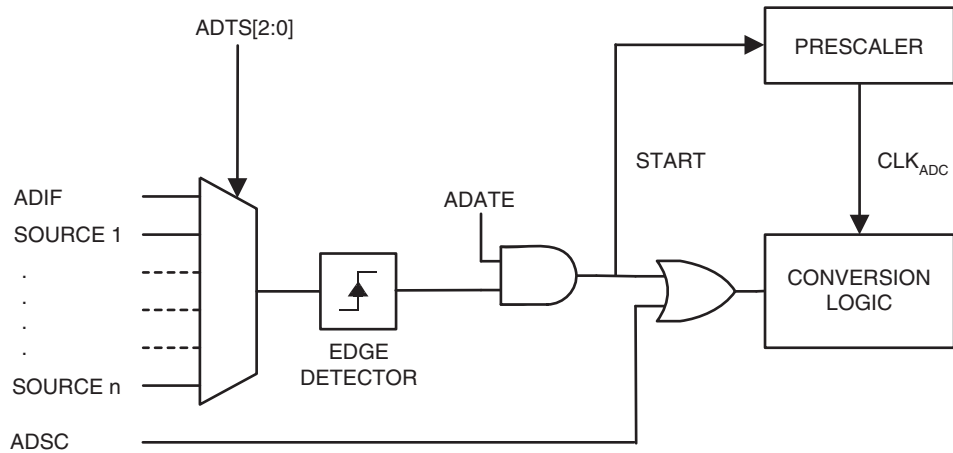 ADTS[2:0]
PRESCALER
START
CLKADC
ADIF
ADATE
SOURCE 1
.
.
.
.
CONVERSION
LOGIC
EDGE
DETECTOR
SOURCE n
ADSC